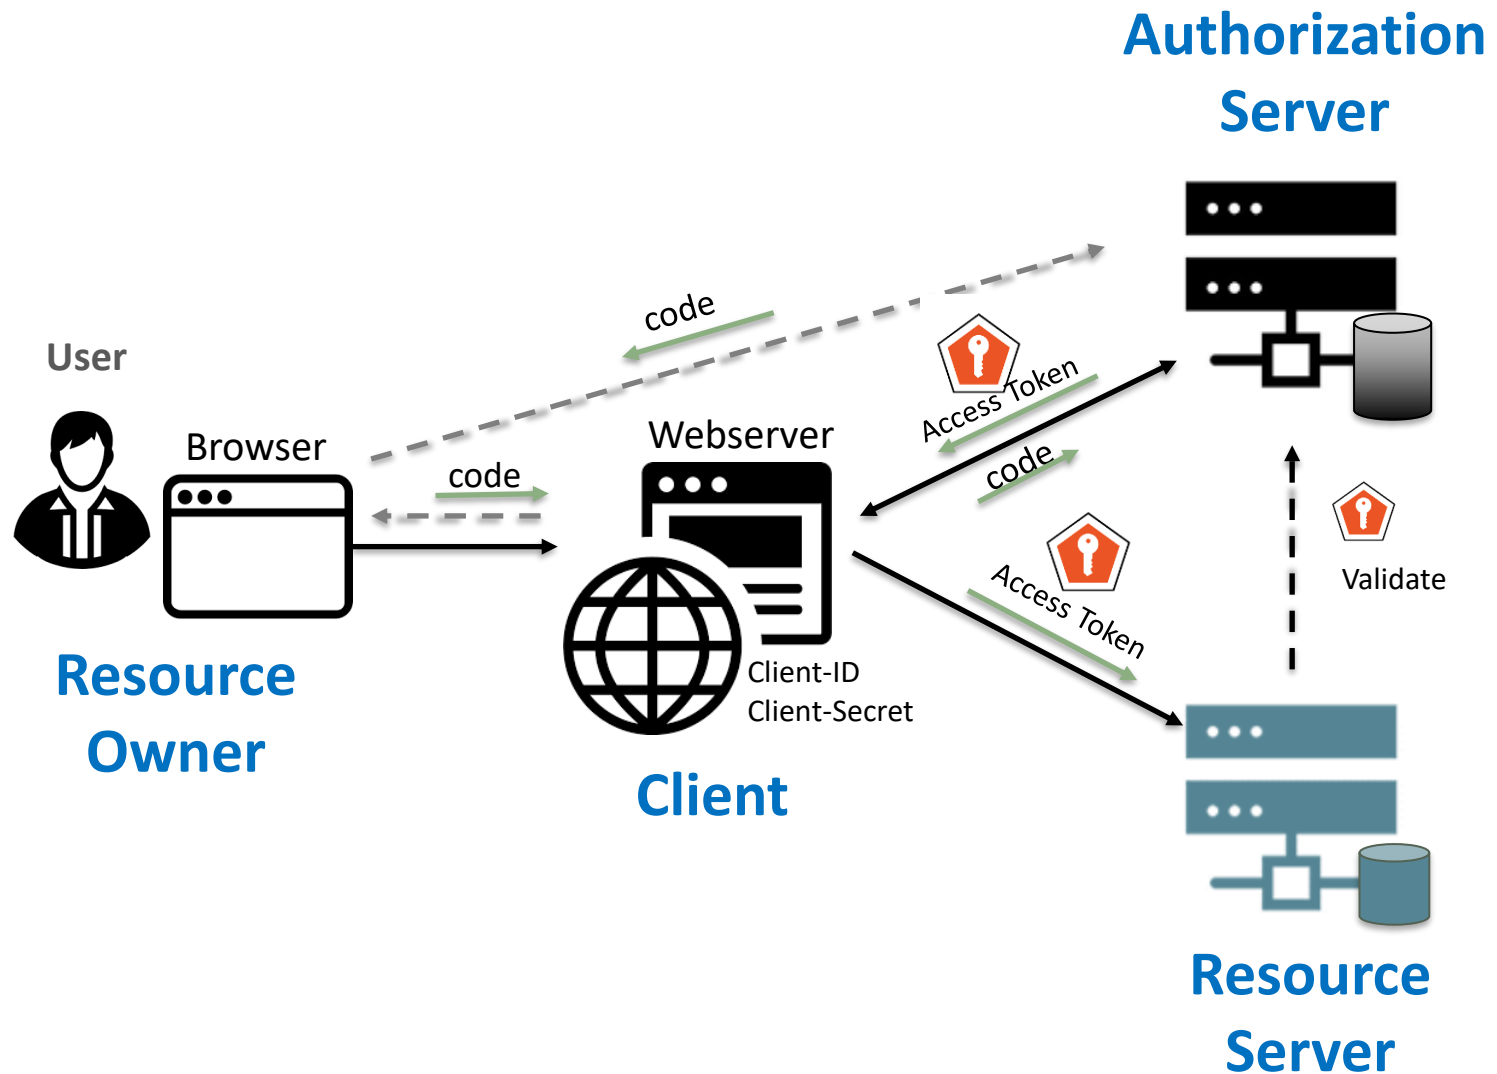 Authorization
Server
code
User
Access Token
Browser
Webserver
code
code
Access Token
Validate
Resource
Owner
Client-ID
Client-Secret
Client
Resource
Server